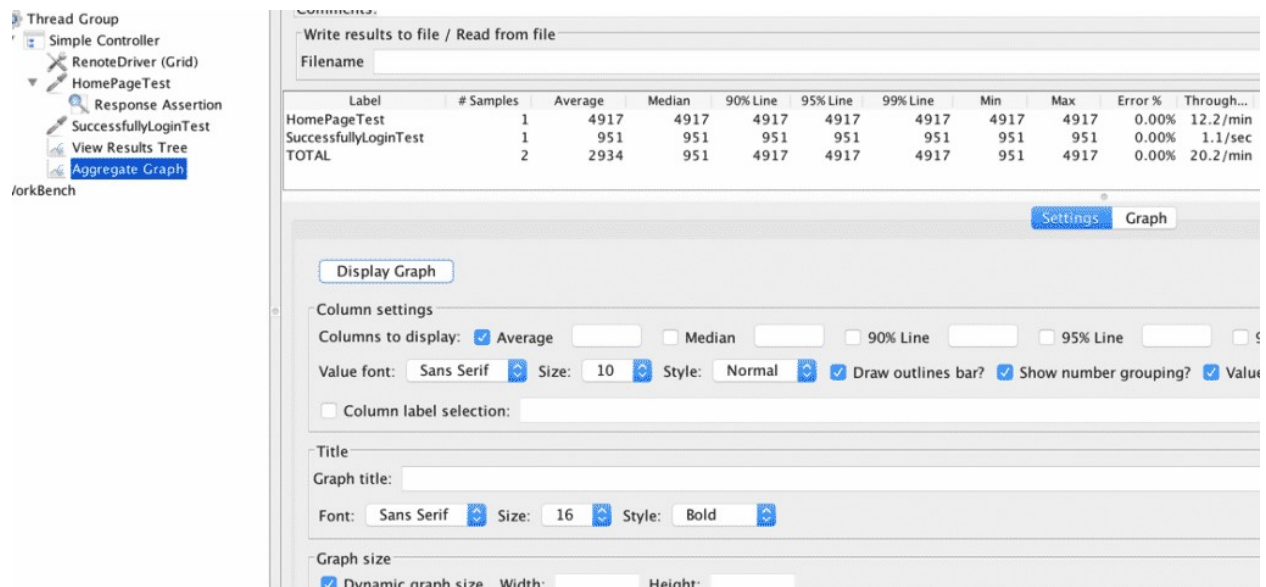 Comments:
Thread Group
Simple Controller
RenoteDriver (Grid)
HomePageTest
Response Assertion
SuccessfullyLoginTest
View Results Tree
Aggregate Graph
WorkBench
Write results to file / Read from file
Filename
Label # Samples Average Median 90% Line 95% Line 99% Line Min Max Error % Through...
HomePageTest 1 4917 4917 4917 4917 4917 4917 4917 0.00% 12.2/min
SuccessfullyLoginTest 1 951 951 951 951 951 951 951 0.00% 1.1/sec
TOTAL 2 2934 951 4917 4917 4917 951 4917 0.00% 20.2/min
Settings Graph
Display Graph
Column settings
Columns to display: Average Median 90% Line 95% Line 9
Value font: Sans Serif Size: 10 Style: Normal Draw outlines bar? Show number grouping? Value
Column label selection:
Title
Graph title:
Font: Sans Serif Size: 16 Style: Bold
Graph size
Dynamic graph size Width: Height: